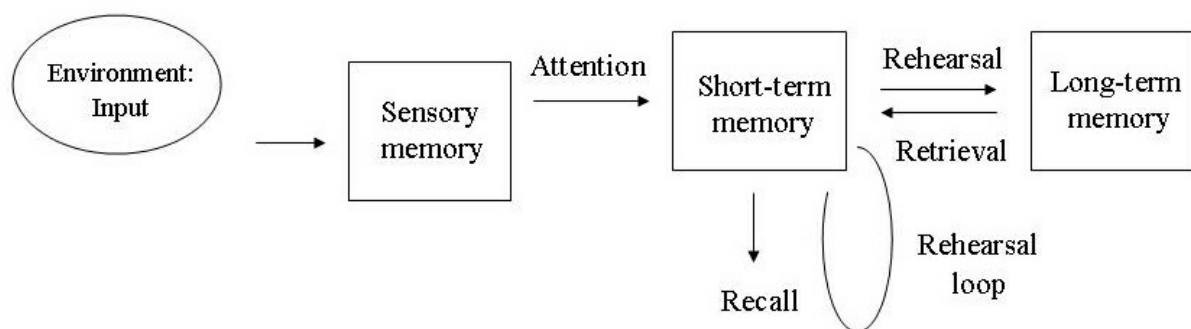 Environment:
Input
Sensory
memory
Attention
Short-term
memory
Rehearsal
Retrieval
Long-term
memory
Recall
Rehearsal
loop